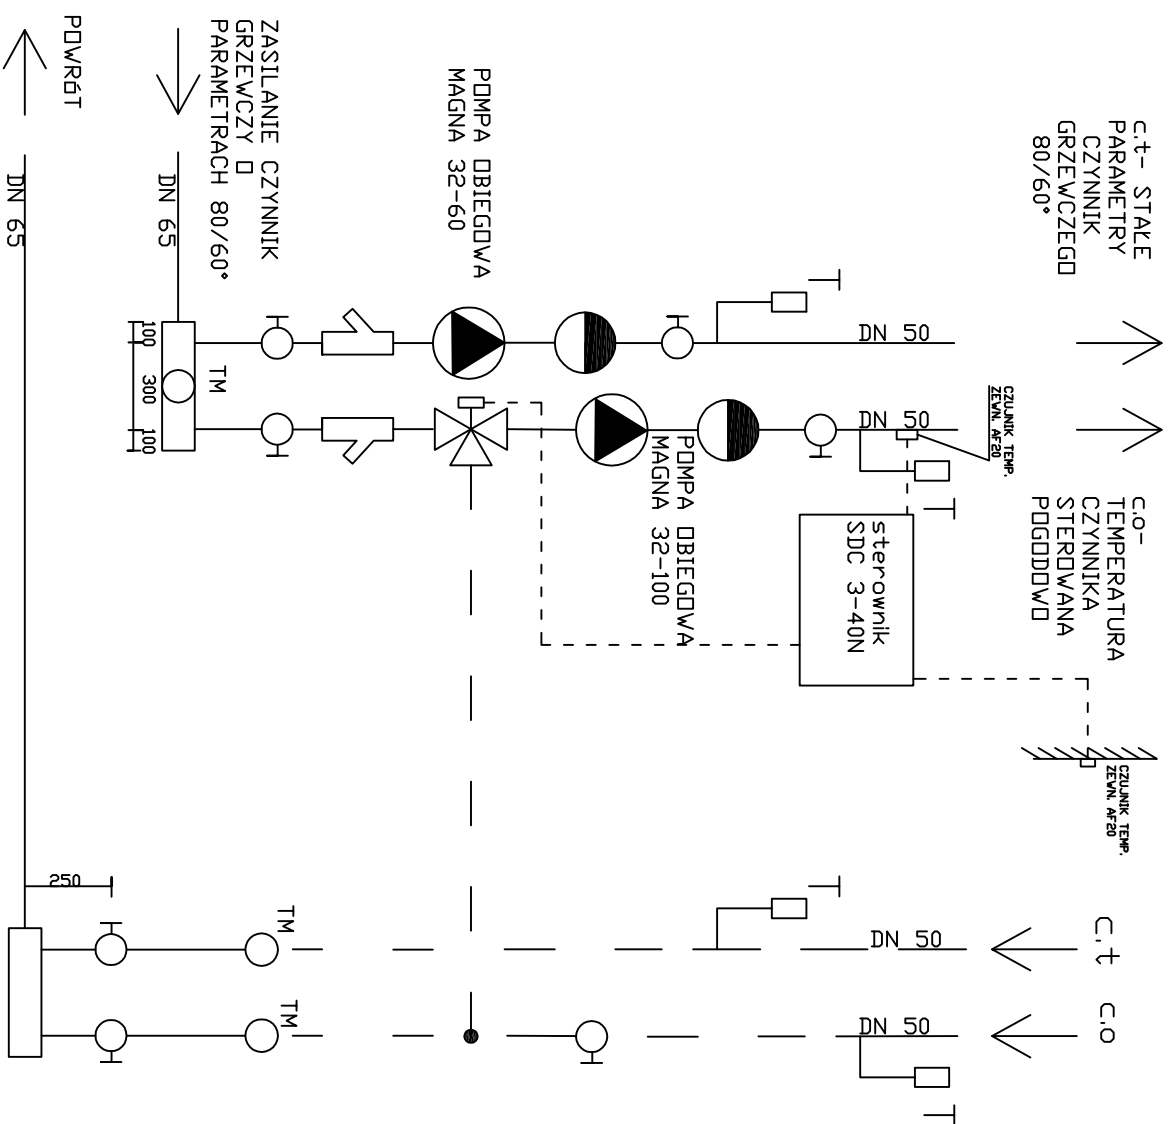 POWRÓT
DN 65
ZASILANIE CZYNNIK
GRZEWCZY O
PARAMETRACH 80/60°
DN 65
POMPA OBIEGOWA
MAGNA 32-60
c.t- STAŁE
PARAMETRY
CZYNNIK
GRZEWCZEGO
80/60°
T
DN 50
100
300
100
TM
DN 50
CZUJNIK TEMP.
ZEWN. AF20
T
POMPA OBIEGOWA
MAGNA 32-100
sterownik
SDC 3-40N
c.o-
TEMPERATURA
CZYNNIKA
STEROWANA
POGODOWO
CZUJNIK TEMP.
ZEWN. AF20
250
TM
T
DN 50
c.t
TM
DN 50
c.o
T